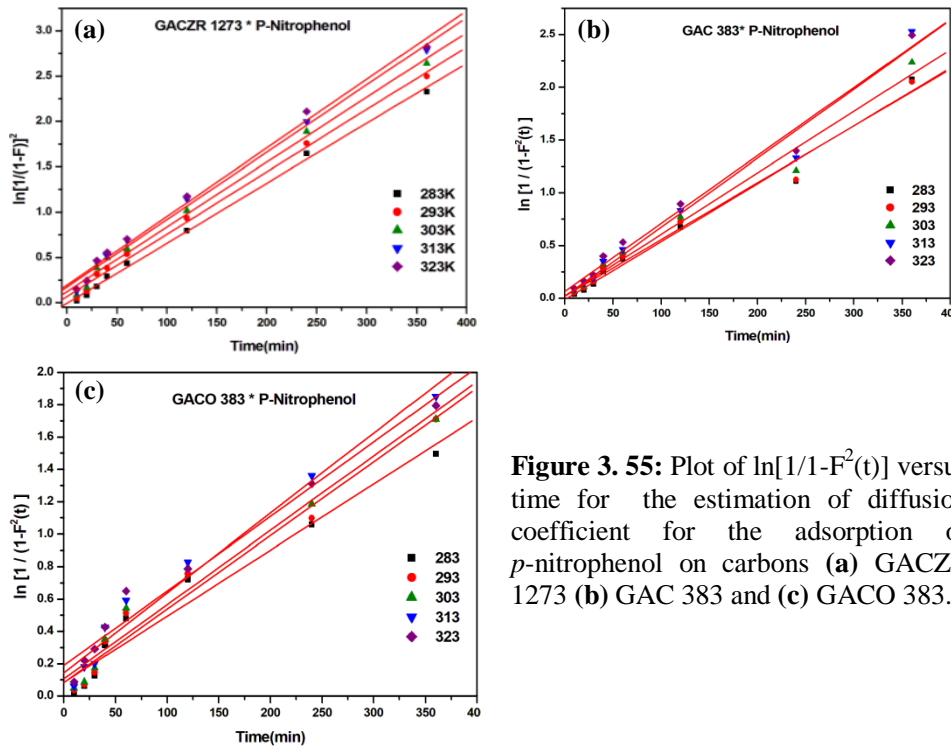 (a)
GACZR 1273 * P-Nitrophenol
ln[1/(1-F)]²
3.0
2.5
2.0
1.5
1.0
0.5
0.0
283K
293K
303K
313K
323K
0 50 100 150 200 250 300 350 400
Time(min)
(b)
GAC 383* P-Nitrophenol
ln [1 / (1-F²(t) ]
2.5
2.0
1.5
1.0
0.5
0.0
283
293
303
313
323
0 50 100 150 200 250 300 350 40
Time(min)
(c)
GACO 383 * P-Nitrophenol
ln [1 / (1-F²(t) ]
2.0
1.8
1.6
1.4
1.2
1.0
0.8
0.6
0.4
0.2
0.0
283
293
303
313
323
0 50 100 150 200 250 300 350 40
Time(min)
Figure 3. 55: Plot of ln[1/1-F²(t)] versu
time for the estimation of diffusio
coefficient for the adsorption o
p-nitrophenol on carbons (a) GACZ
1273 (b) GAC 383 and (c) GACO 383.